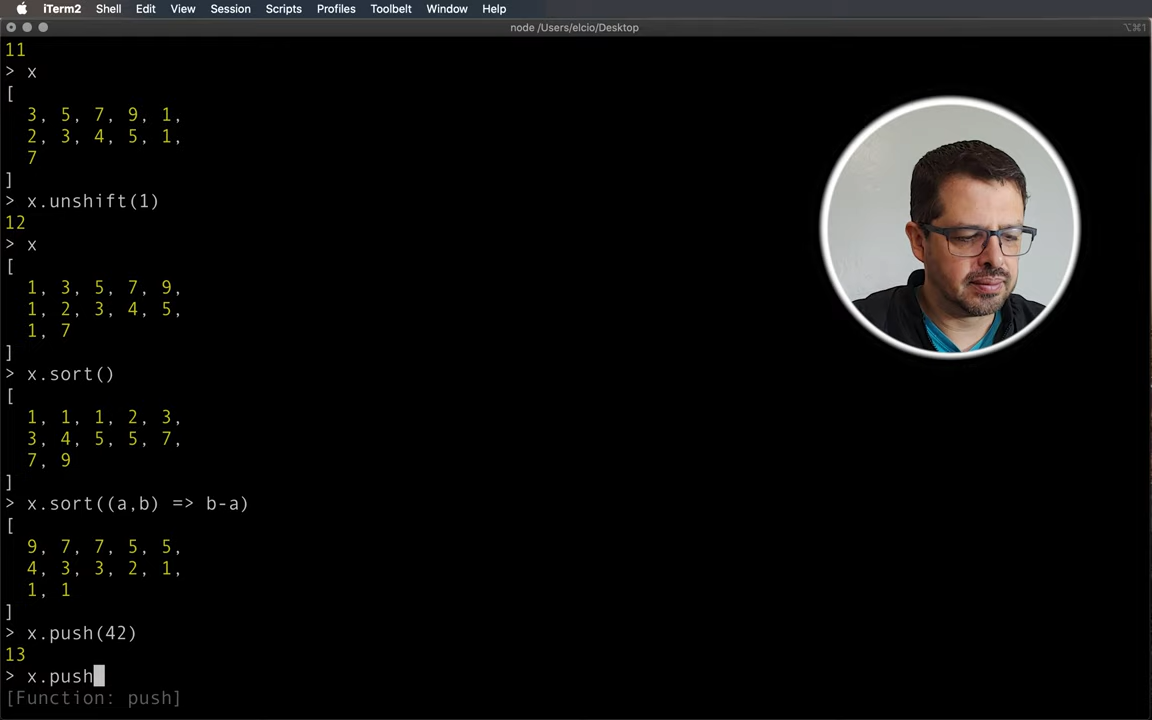 iTerm2 Shell Edit View Session Scripts Profiles Toolbelt Window Help
node /Users/elcio/Desktop ⌥⌘1
11
> x
[
3, 5, 7, 9, 1,
2, 3, 4, 5, 1,
7
]
> x.unshift(1)
12
> x
[
1, 3, 5, 7, 9,
1, 2, 3, 4, 5,
1, 7
]
> x.sort()
[
1, 1, 1, 2, 3,
3, 4, 5, 5, 7,
7, 9
]
> x.sort((a,b) => b-a)
[
9, 7, 7, 5, 5,
4, 3, 3, 2, 1,
1, 1
]
> x.push(42)
13
> x.push
[Function: push]